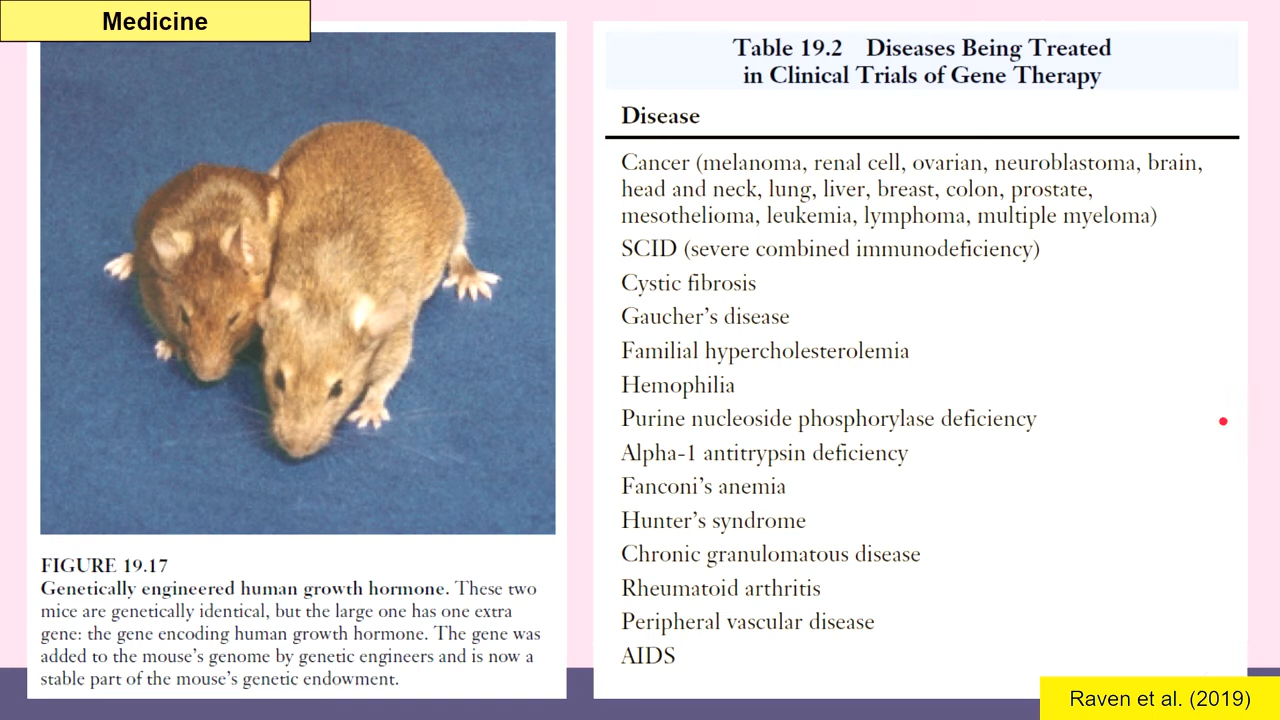 Medicine
FIGURE 19.17
Genetically engineered human growth hormone. These two
mice are genetically identical, but the large one has one extra
gene: the gene encoding human growth hormone. The gene was
added to the mouse's genome by genetic engineers and is now a
stable part of the mouse's genetic endowment.
Table 19.2 Diseases Being Treated
in Clinical Trials of Gene Therapy
Disease
Cancer (melanoma, renal cell, ovarian, neuroblastoma, brain,
head and neck, lung, liver, breast, colon, prostate,
mesothelioma, leukemia, lymphoma, multiple myeloma)
SCID (severe combined immunodeficiency)
Cystic fibrosis
Gaucher's disease
Familial hypercholesterolemia
Hemophilia
Purine nucleoside phosphorylase deficiency
Alpha-1 antitrypsin deficiency
Fanconi's anemia
Hunter's syndrome
Chronic granulomatous disease
Rheumatoid arthritis
Peripheral vascular disease
AIDS
Raven et al. (2019)